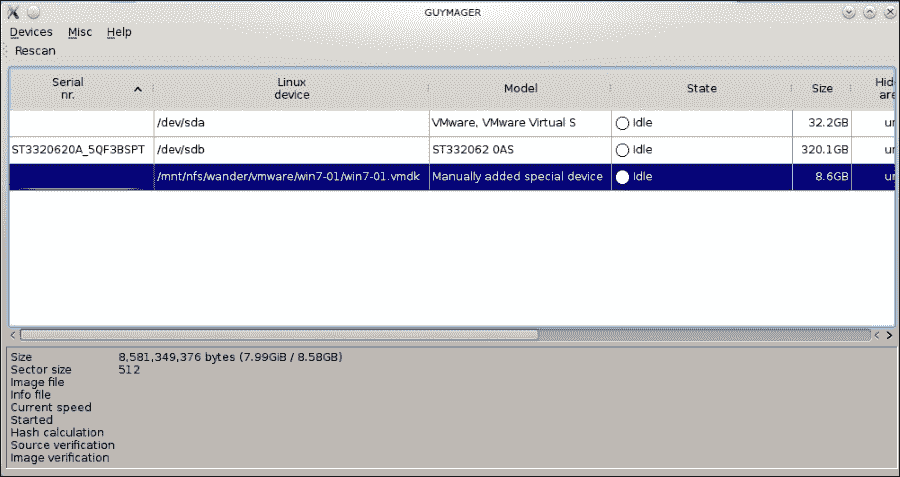 GUYMAGER
Devices Misc Help
Rescan
Serial nr. Linux device Model State Size Hid are
/dev/sda VMware, VMware Virtual S Idle 32.2GB ur
ST3320620A_5QF3BSPT /dev/sdb ST332062 0AS Idle 320.1GB ur
/mnt/nfs/wander/vmware/win7-01/win7-01.vmdk Manually added special device Idle 8.6GB ur
Size 8,581,349,376 bytes (7.99GiB / 8.58GB)
Sector size 512
Image file
Info file
Current speed
Started
Hash calculation
Source verification
Image verification